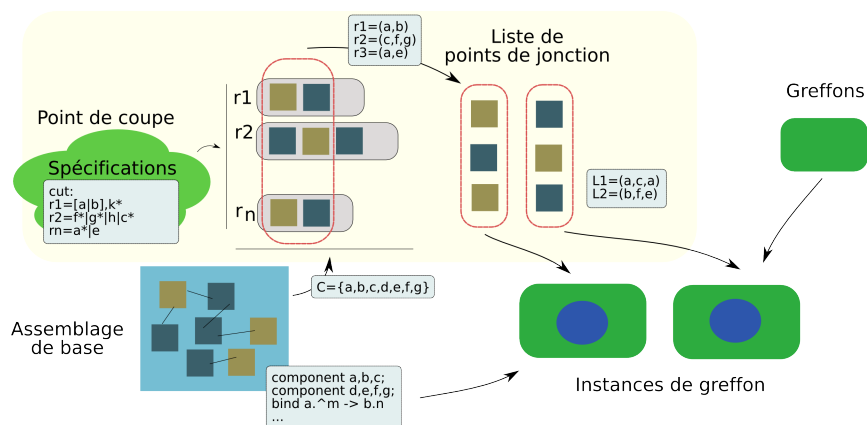 r1=(a,b)
r2=(c,f,g)
r3=(a,e)
Liste de
points de jonction
Greffons
Point de coupe
r1
r2
rn
Spécifications
cut:
r1=[a|b],k*
r2=f*|g*|h|c*
rn=a*|e
L1=(a,c,a)
L2=(b,f,e)
C={a,b,c,d,e,f,g}
Assemblage
de base
component a,b,c;
component d,e,f,g;
bind a.^m -> b.n
...
Instances de greffon